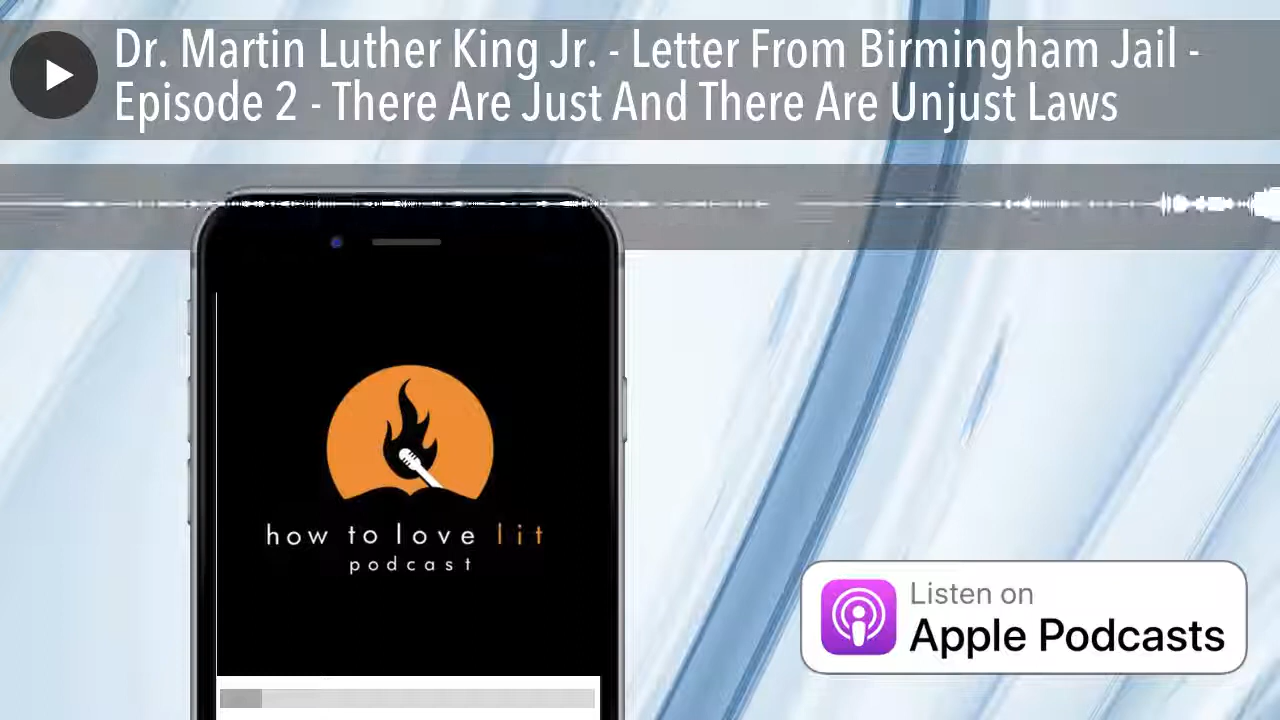 Dr. Martin Luther King Jr. - Letter From Birmingham Jail -
Episode 2 - There Are Just And There Are Unjust Laws
how to love lit
podcast
Listen on
Apple Podcasts